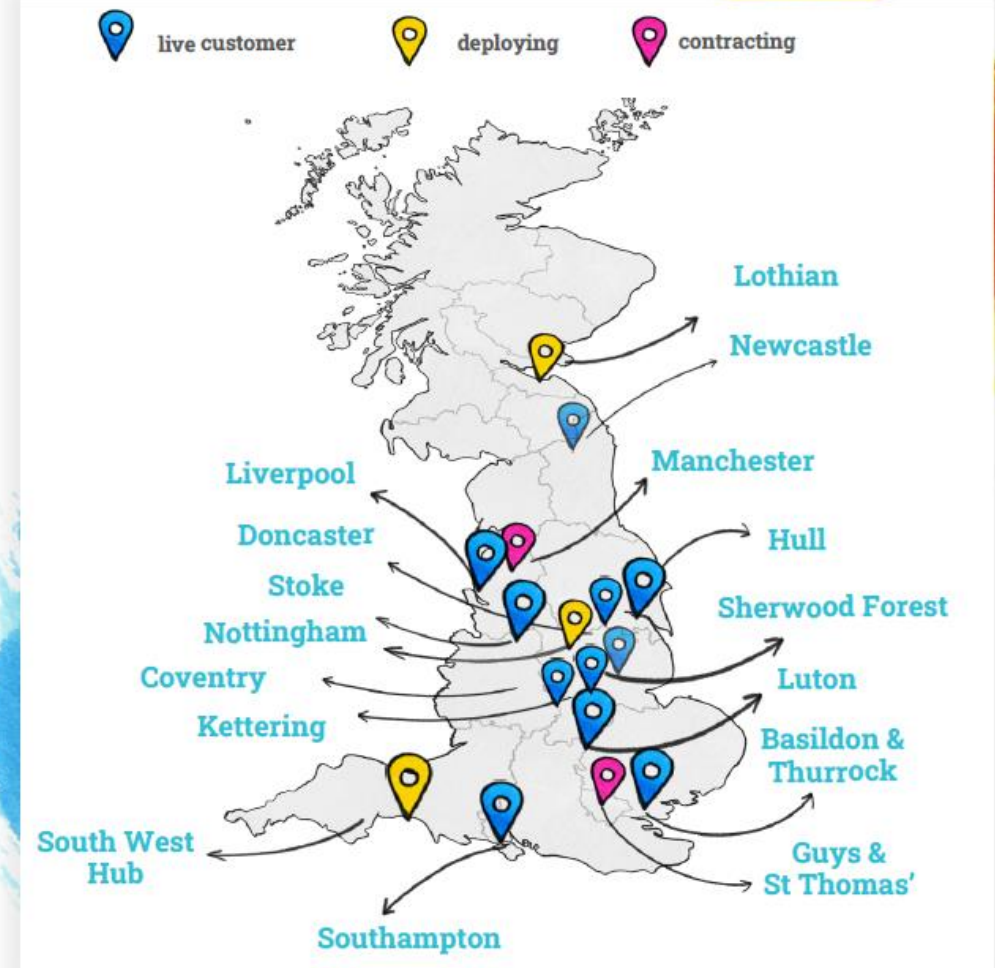 live customer
deploying
contracting
Lothian
Newcastle
Manchester
Liverpool
Doncaster
Hull
Stoke
Sherwood Forest
Nottingham
Coventry
Luton
Kettering
Basildon &
Thurrock
South West
Hub
Guys &
St Thomas’
Southampton